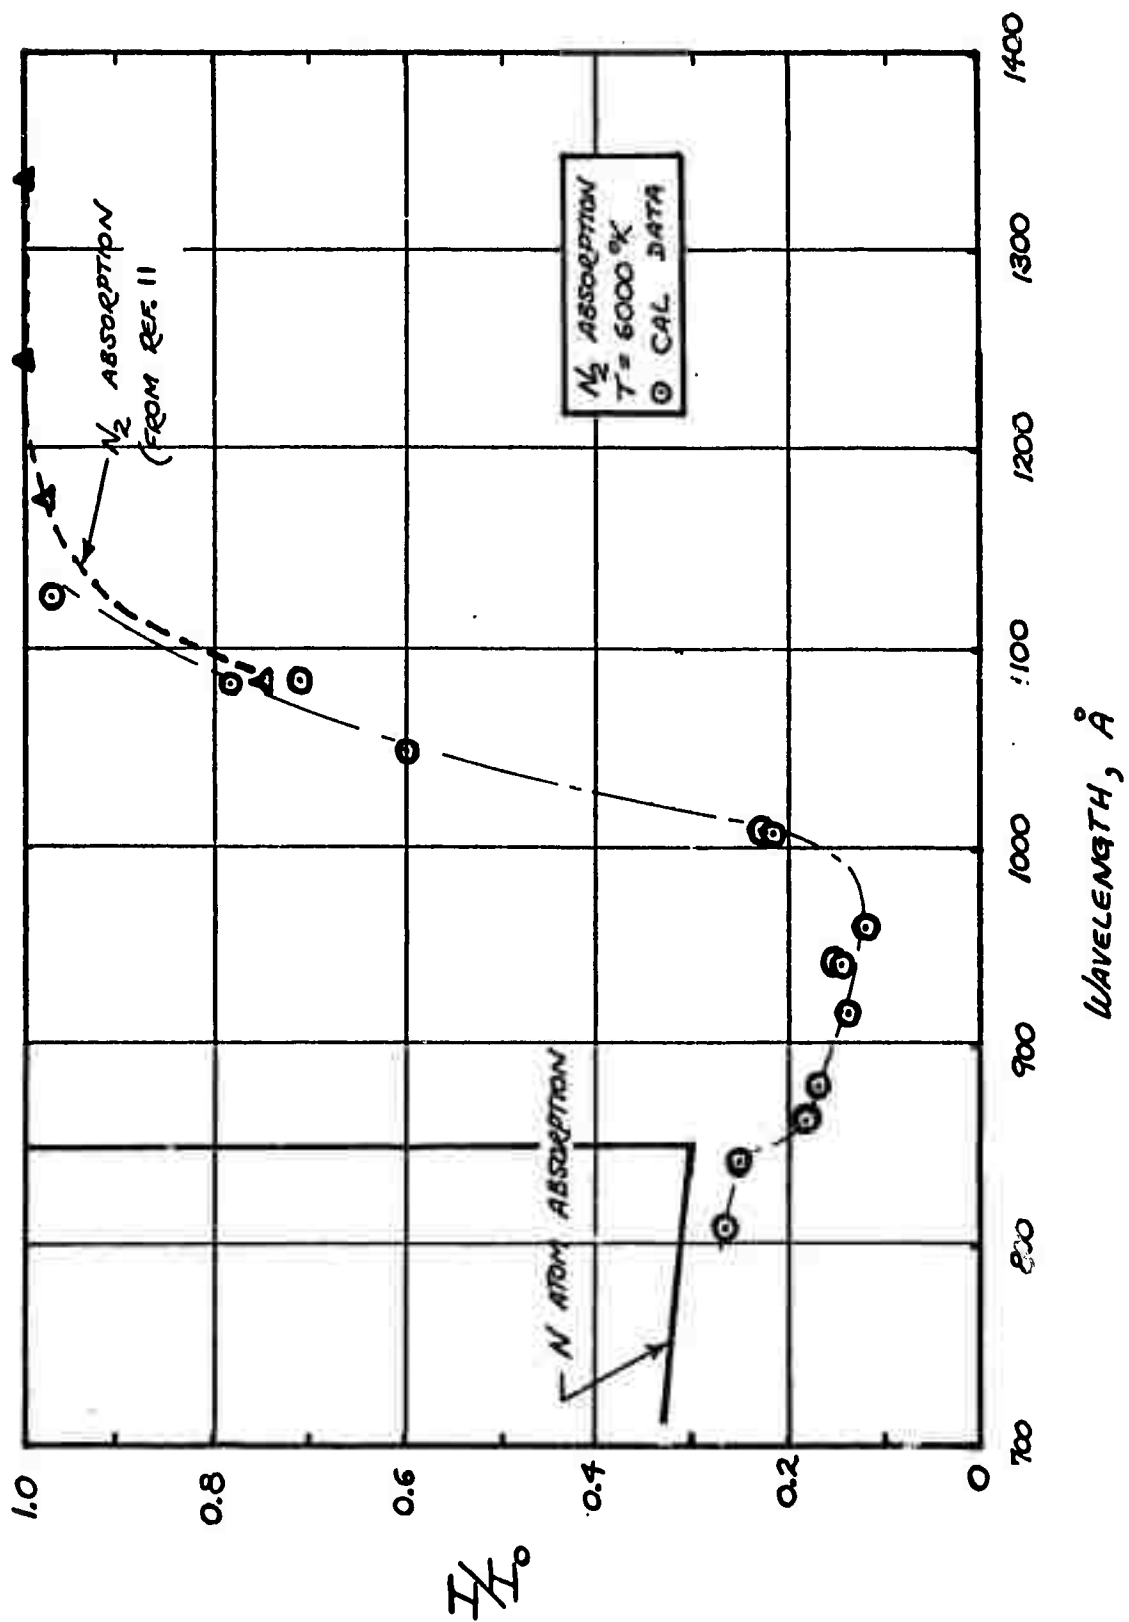 I/I₀
1.0
0.8
0.6
0.4
0.2
0
700
800
900
1000
1100
1200
1300
1400
WAVELENGTH, Å
N₂ ABSORPTION
(FROM REF. 11
N ATOM ABSORPTION
N₂ ABSORPTION
T = 6000 °K
⊙ CAL DATA